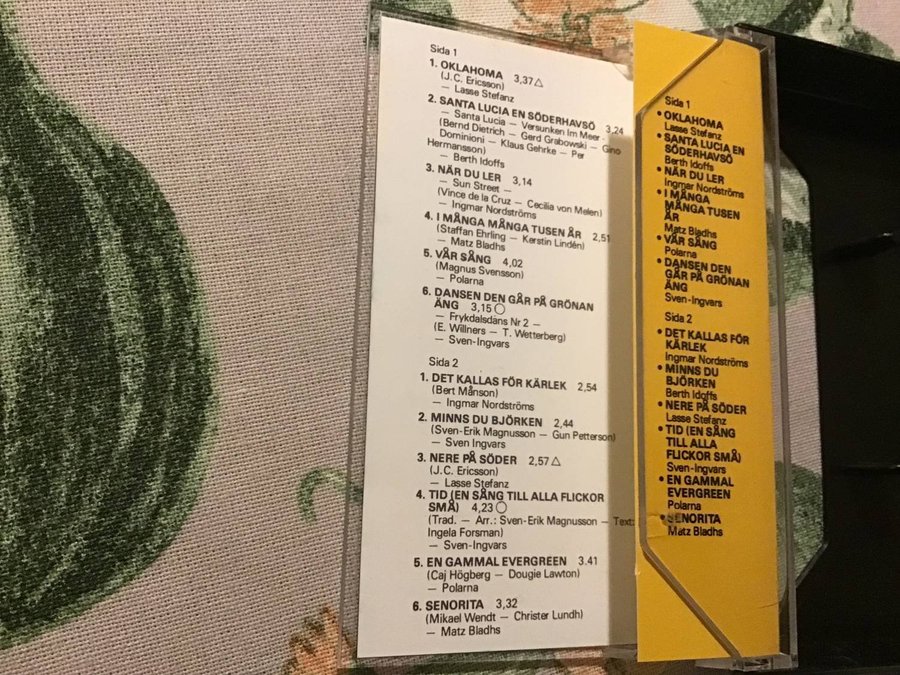 Sida 1
1. OKLAHOMA 3,37 △
(J.C. Ericsson)
— Lasse Stefanz
2. SANTA LUCIA EN SÖDERHAVSÖ 3,24
— Santa Lucia — Versunken Im Meer -
(Bernd Dietrich — Gerd Grabowski — Gino
Dominioni — Klaus Gehrke — Per
Hermansson)
— Berth Idoffs
3. NÄR DU LER 3,14
— Sun Street —
(Vince de la Cruz — Cecilia von Melen)
— Ingmar Nordströms
4. I MÅNGA MÅNGA TUSEN ÅR 2,51
(Staffan Ehrling — Kerstin Lindén)
— Matz Bladhs
5. VÅR SÅNG 4,02
(Magnus Svensson)
— Polarna
6. DANSEN DEN GÅR PÅ GRÖNAN
ÄNG 3,15 ○
— Frykdalsdans Nr 2 —
(E. Willners — T. Wetterberg)
— Sven-Ingvars
Sida 2
1. DET KALLAS FÖR KÄRLEK 2,54
(Bert Månson)
— Ingmar Nordströms
2. MINNS DU BJÖRKEN 2,44
(Sven-Erik Magnusson — Gun Petterson)
— Sven Ingvars
3. NERE PÅ SÖDER 2,57 △
(J.C. Ericsson)
— Lasse Stefanz
4. TID (EN SÅNG TILL ALLA FLICKOR
SMÅ) 4,23 ○
(Trad. — Arr.: Sven-Erik Magnusson — Text:
Ingela Forsman)
— Sven-Ingvars
5. EN GAMMAL EVERGREEN 3.41
(Caj Högberg — Dougie Lawton)
— Polarna
6. SENORITA 3,32
(Mikael Wendt — Christer Lundh)
— Matz Bladhs
Sida 1
• OKLAHOMA
Lasse Stefanz
• SANTA LUCIA EN
SÖDERHAVSÖ
Berth Idoffs
• NÄR DU LER
Ingmar Nordströms
• I MÅNGA
MÅNGA TUSEN
ÅR
Matz Bladhs
• VÅR SÅNG
Polarna
• DANSEN DEN
GÅR PÅ GRÖNAN
ÄNG
Sven-Ingvars
Sida 2
• DET KALLAS FÖR
KÄRLEK
Ingmar Nordströms
• MINNS DU
BJÖRKEN
Berth Idoffs
• NERE PÅ SÖDER
Lasse Stefanz
• TID (EN SÅNG
TILL ALLA
FLICKOR SMÅ)
Sven-Ingvars
• EN GAMMAL
EVERGREEN
Polarna
• SENORITA
Matz Bladhs